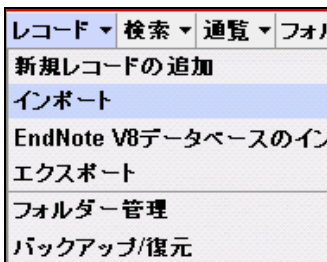 レコード ▼ 検索 ▼ 通覧 ▼ フォル
新規レコードの追加
インポート
EndNote V8データベースのイン
エクスポート
フォルダー管理
バックアップ/復元